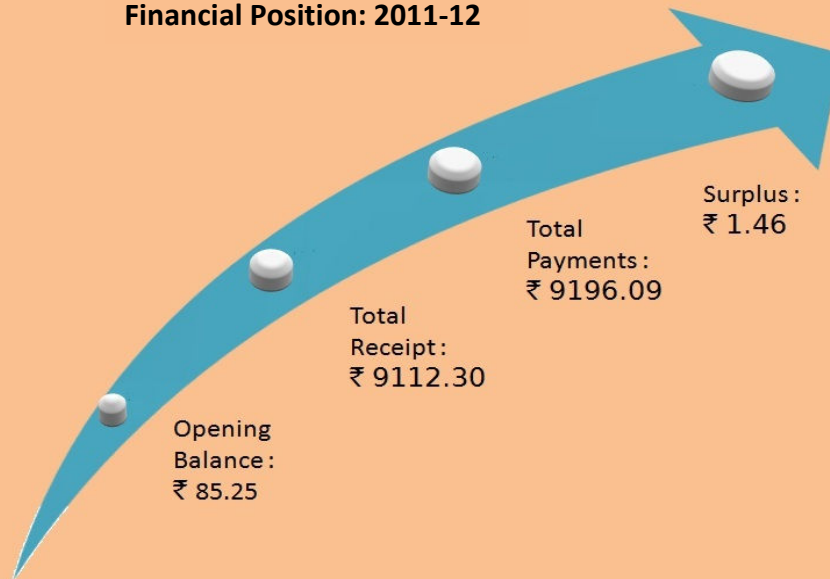 Financial Position: 2011-12
Surplus :
₹ 1.46
Total
Payments :
₹ 9196.09
Total
Receipt :
₹ 9112.30
Opening
Balance :
₹ 85.25